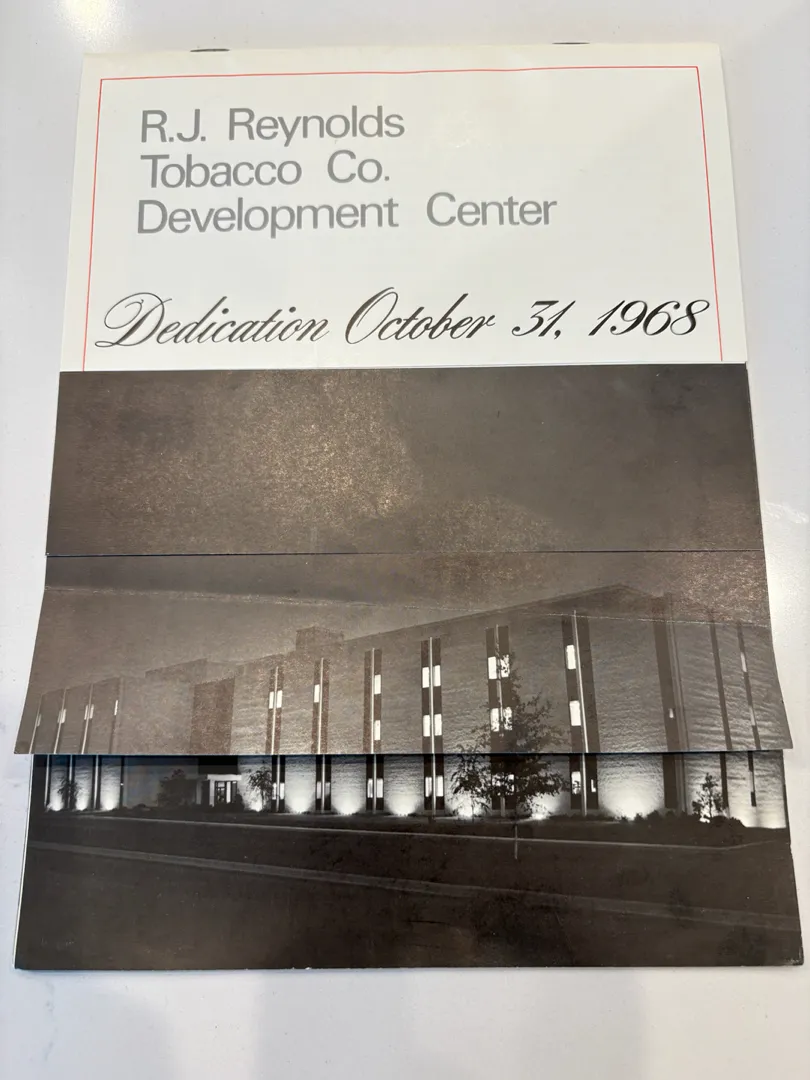 R.J. Reynolds
Tobacco Co.
Development Center
Dedication October 31, 1968